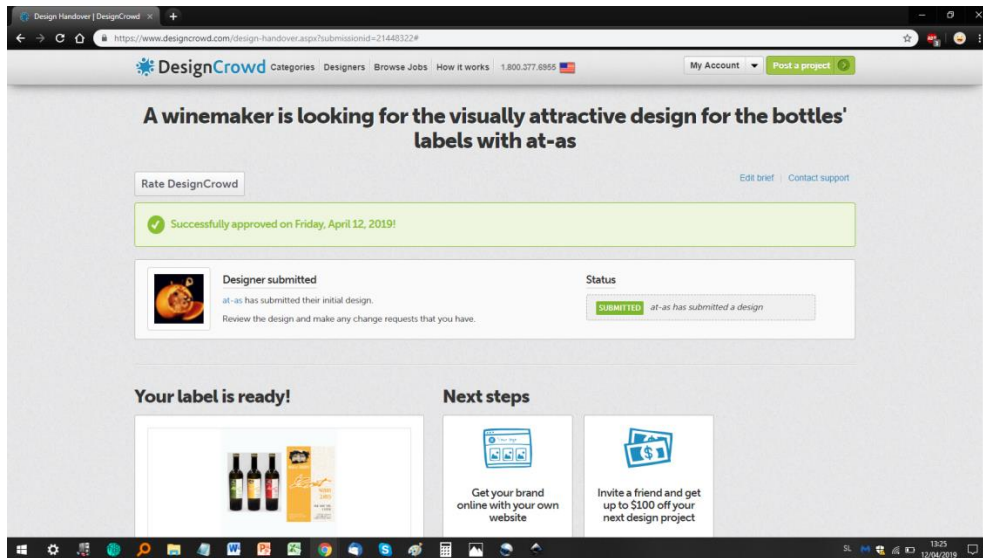 Design Handover | DesignCrowd
https://www.designcrowd.com/design-handover.aspx?submissionid=21448322#
DesignCrowd Categories Designers Browse Jobs How it works 1.800.377.6955 My Account Post a project
A winemaker is looking for the visually attractive design for the bottles'
labels with at-as
Rate DesignCrowd
Edit brief Contact support
Successfully approved on Friday, April 12, 2019!
Designer submitted
at-as has submitted their initial design.
Review the design and make any change requests that you have.
Status
SUBMITTED at-as has submitted a design
Your label is ready!
Next steps
Get your brand
online with your own
website
Invite a friend and get
up to $100 off your
next design project
SL
13:25
12/04/2019